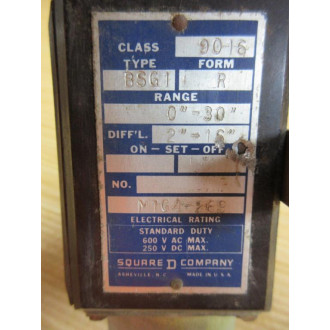 CLASS 9016
TYPE FORM
BSG1 R
RANGE
0"-30"
DIFF'L. 2"-16"
ON-SET-OFF
NO.
ELECTRICAL RATING
STANDARD DUTY
600 V AC MAX.
250 V DC MAX.
SQUARE D COMPANY
ASHEVILLE, N.C. MADE IN U.S.A.